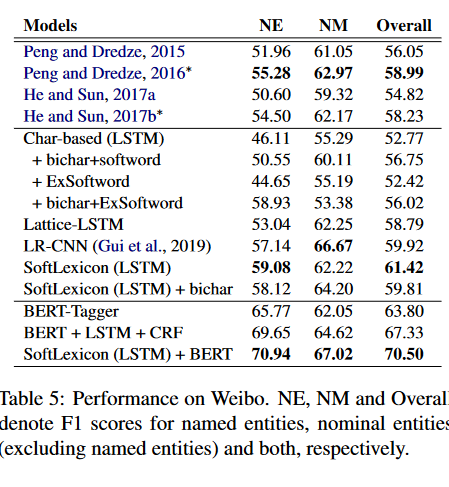 Models NE NM Overall
Peng and Dredze, 2015 51.96 61.05 56.05
Peng and Dredze, 2016* 55.28 62.97 58.99
He and Sun, 2017a 50.60 59.32 54.82
He and Sun, 2017b* 54.50 62.17 58.23
Char-based (LSTM) 46.11 55.29 52.77
+ bichar+softword 50.55 60.11 56.75
+ ExSoftword 44.65 55.19 52.42
+ bichar+ExSoftword 58.93 53.38 56.02
Lattice-LSTM 53.04 62.25 58.79
LR-CNN (Gui et al., 2019) 57.14 66.67 59.92
SoftLexicon (LSTM) 59.08 62.22 61.42
SoftLexicon (LSTM) + bichar 58.12 64.20 59.81
BERT-Tagger 65.77 62.05 63.80
BERT + LSTM + CRF 69.65 64.62 67.33
SoftLexicon (LSTM) + BERT 70.94 67.02 70.50
Table 5: Performance on Weibo. NE, NM and Overall
denote F1 scores for named entities, nominal entities
(excluding named entities) and both, respectively.